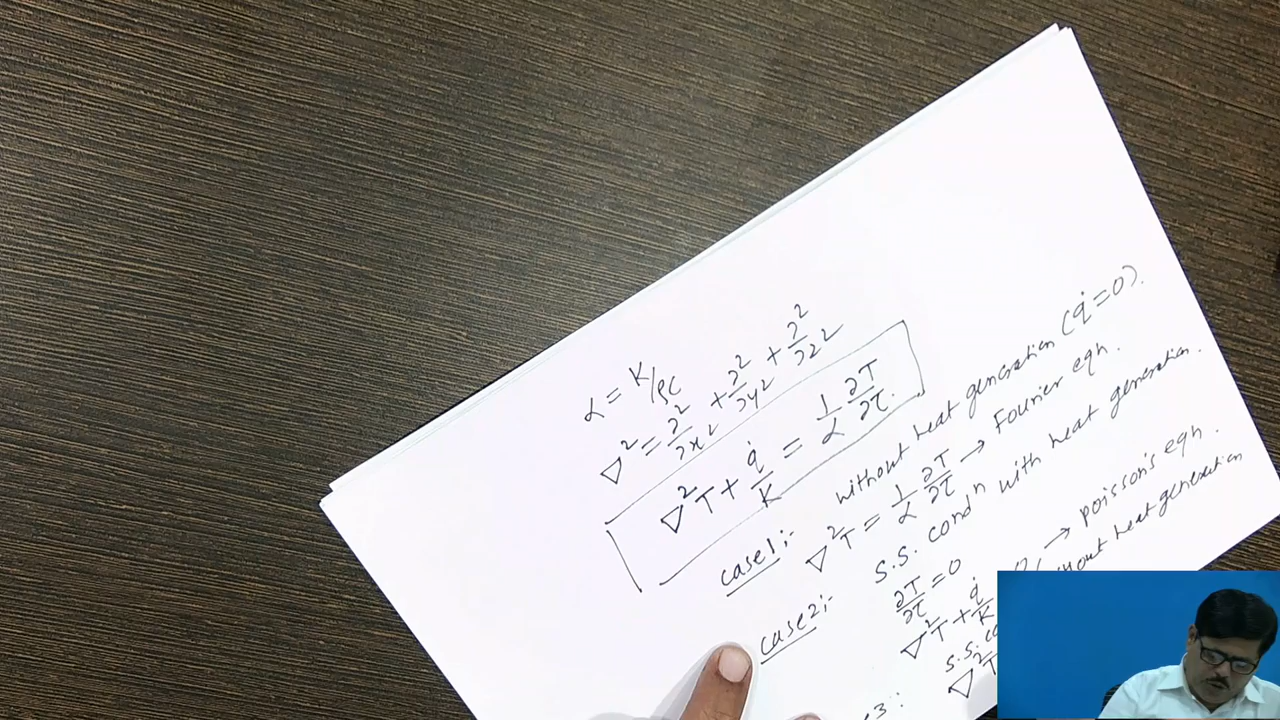 α = K/ρc
∇² = ∂²/∂x² + ∂²/∂y² + ∂²/∂z²
∇²T + q̇/K = 1/α ∂T/∂τ.
case1:- without heat generation (q̇=0).
∇²T = 1/α ∂T/∂τ → Fourier eqn.
case2:- S.S. condⁿ with heat generation.
∂T/∂τ = 0
∇²T + q̇/K → poisson's eqn.
S.S. heat generation
∇²T